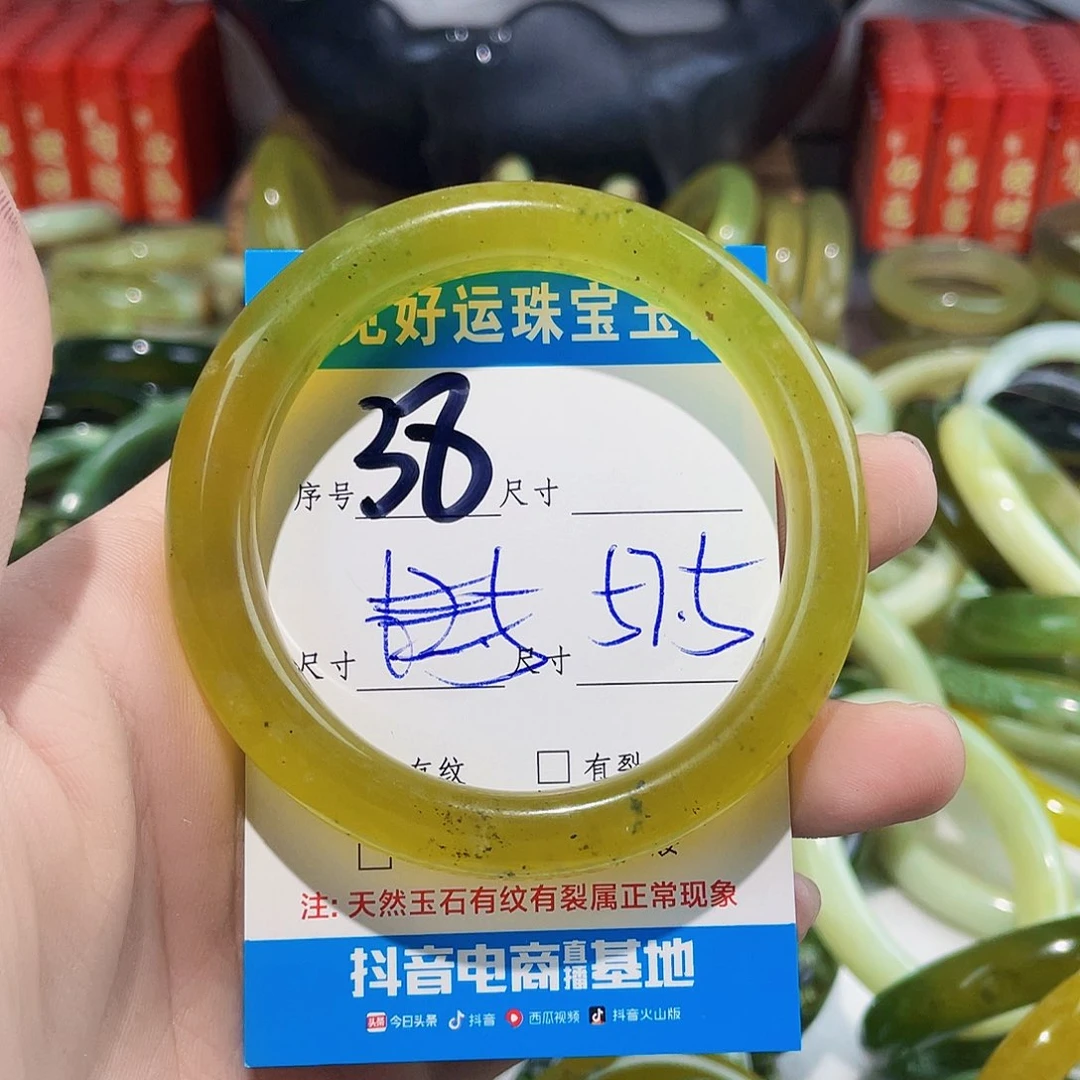 好运珠宝玉
序号 38 尺寸
尺寸 尺寸 57.5
有纹 有裂
注: 天然玉石有纹有裂属正常现象
抖音电商直播基地
今日头条 抖音 西瓜视频 抖音火山版